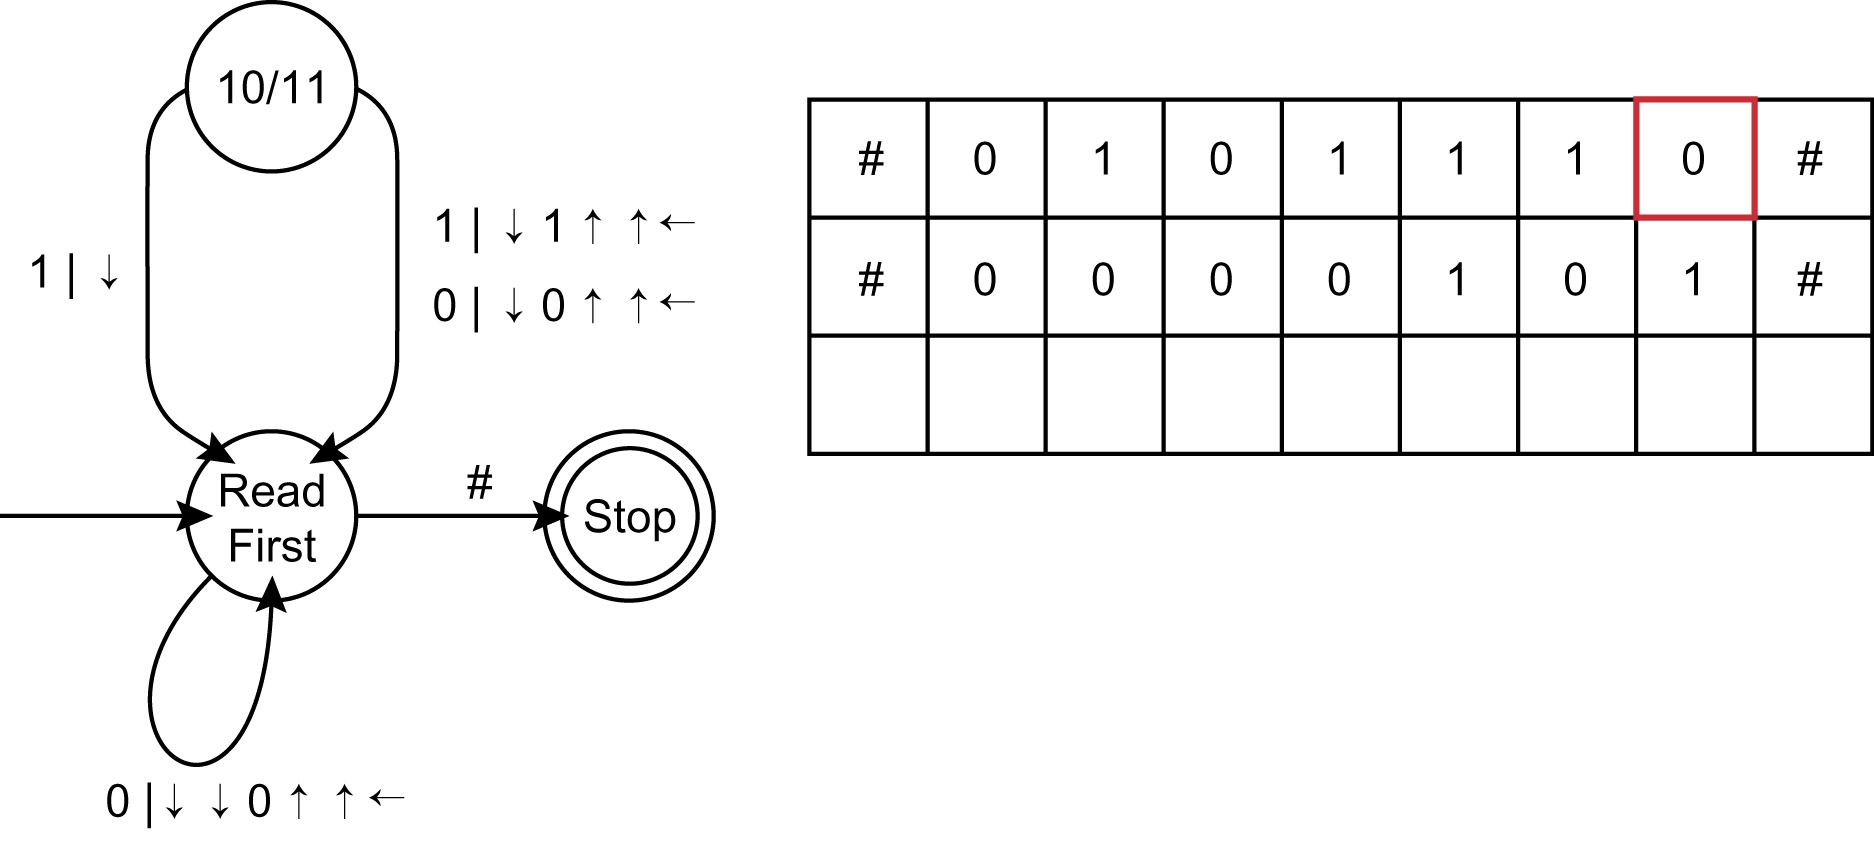 10/11
1 | ↓
1 | ↓ 1 ↑ ↑ ←
0 | ↓ 0 ↑ ↑ ←
Read
First
#
Stop
0 | ↓ ↓ 0 ↑ ↑ ←
# 0 1 0 1 1 1 0 #
# 0 0 0 0 1 0 1 #